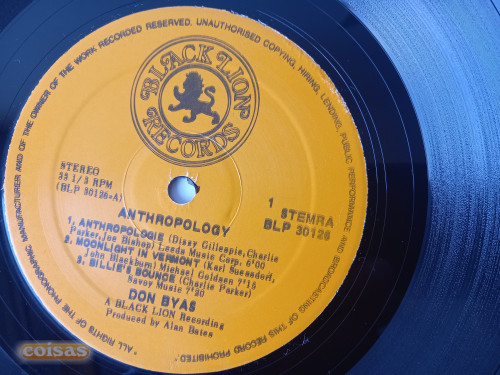 "ALL RIGHTS OF THE PHONOGRAPHIC MANUFACTURER AND OF THE OWNER OF THE WORK RECORDED RESERVED. UNAUTHORISED COPYING, HIRING, LENDING, PUBLIC PERFORMANCE AND BROADCASTING OF THIS RECORD PROHIBITED."
BLACK LION
RECORDS
STEREO
33 1/3 RPM
(BLP 30126-A)
1 STEMRA
BLP 30126
ANTHROPOLOGY
1. ANTHROPOLOGIE (Dizzy Gillespie, Charlie
Parker, Joe Bishop) Leeds Music Corp. 6'00
2. MOONLIGHT IN VERMONT (Karl Suessdorf,
John Blackburn) Michael Goldsen 7'15
3. BILLIE'S BOUNCE (Charlie Parker)
Savoy Music 7'20
DON BYAS
A BLACK LION Recording
Produced by Alan Bates
coisas